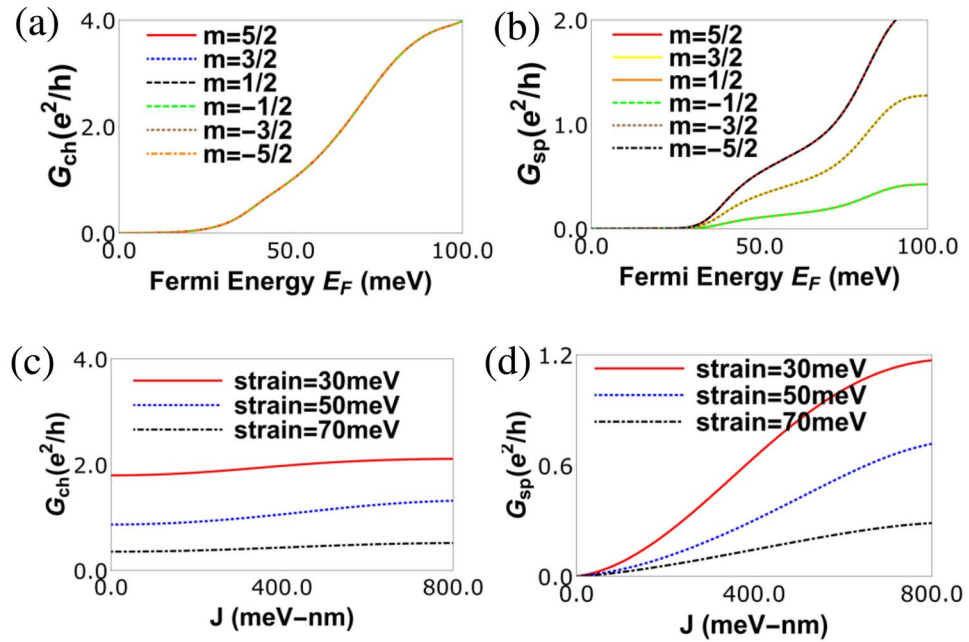 (a)
4.0
2.0
0.0
G_ch(e²/h)
m=5/2
m=3/2
m=1/2
m=−1/2
m=−3/2
m=−5/2
0.0 50.0 100.0
Fermi Energy E_F (meV)
(b)
2.0
1.0
0.0
G_sp(e²/h)
m=5/2
m=3/2
m=1/2
m=−1/2
m=−3/2
m=−5/2
0.0 50.0 100.0
Fermi Energy E_F (meV)
(c)
4.0
2.0
0.0
G_ch(e²/h)
strain=30meV
strain=50meV
strain=70meV
0.0 400.0 800.0
J (meV−nm)
(d)
1.2
0.6
0.0
G_sp(e²/h)
strain=30meV
strain=50meV
strain=70meV
0.0 400.0 800.0
J (meV−nm)